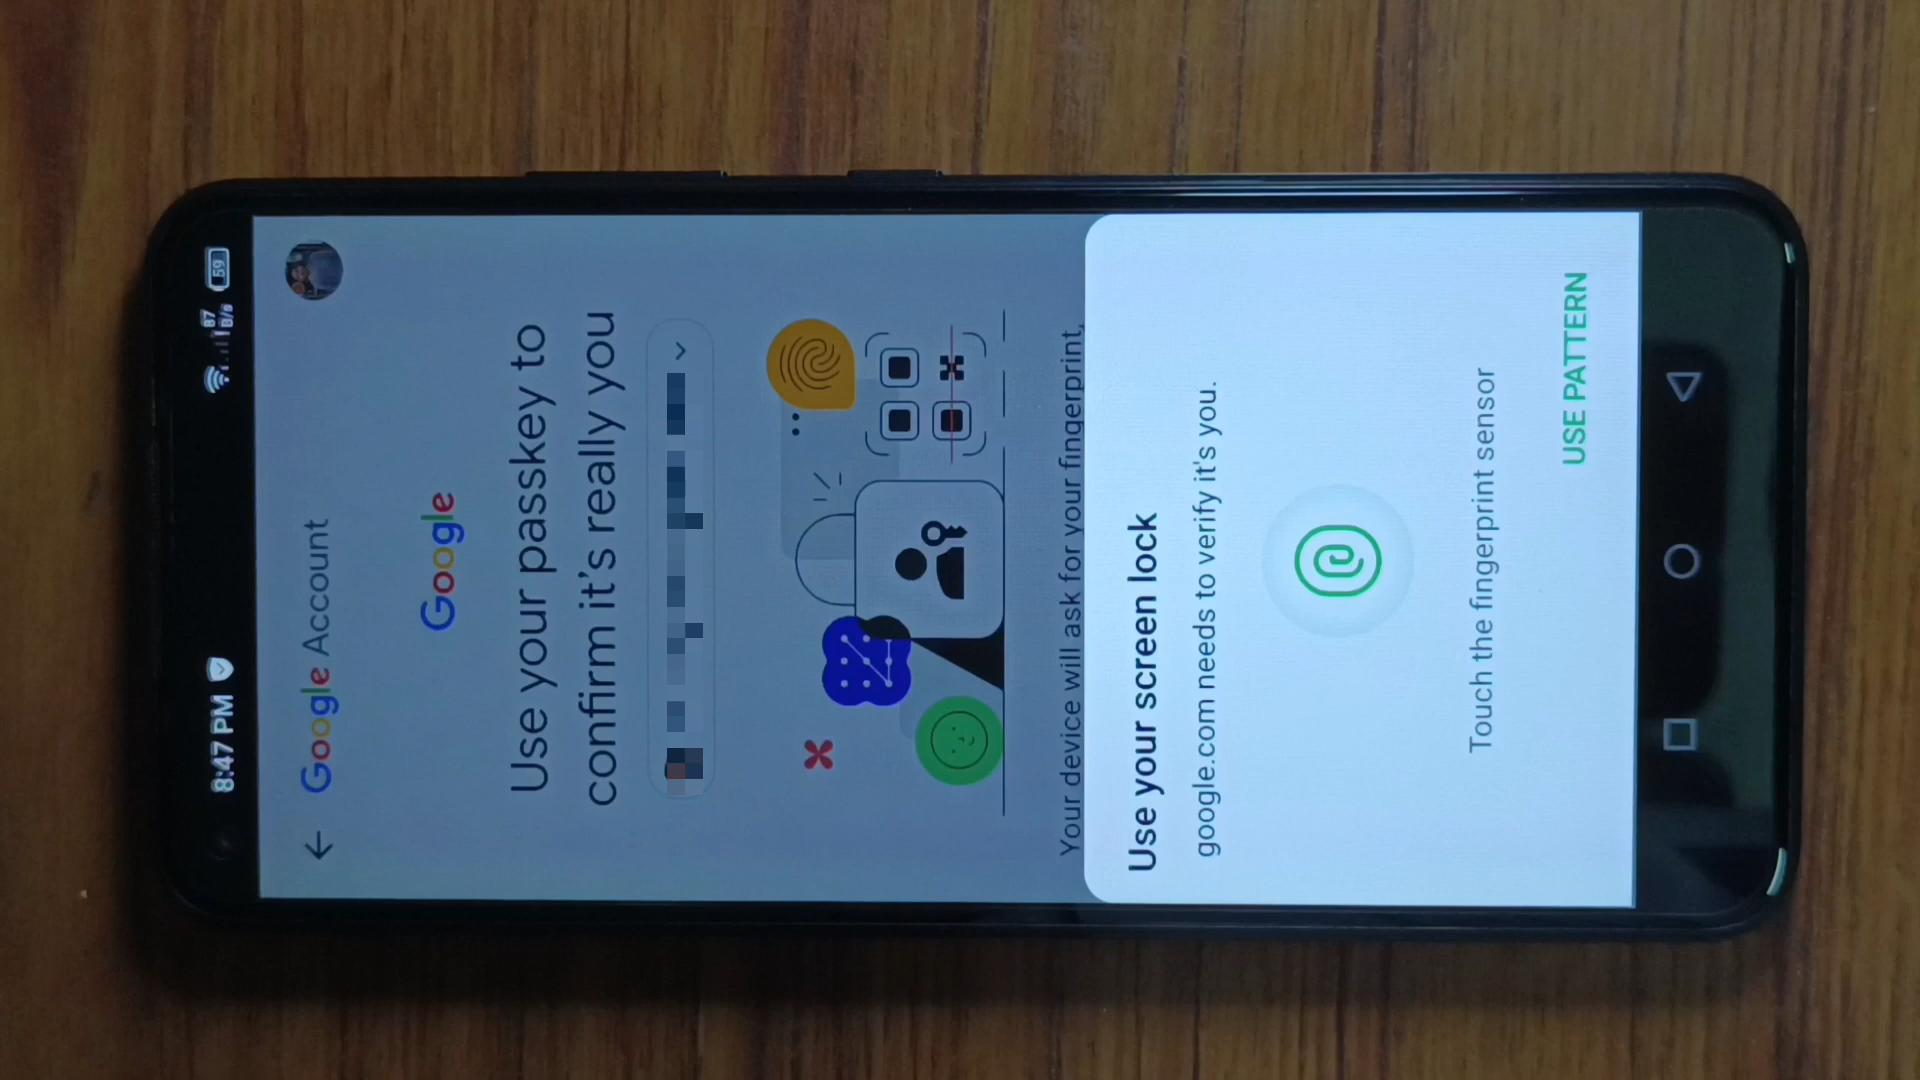 8:47 PM
87
B/s
59
Google Account
Google
Use your passkey to
confirm it's really you
Your device will ask for your fingerprint,
Use your screen lock
google.com needs to verify it's you.
Touch the fingerprint sensor
USE PATTERN